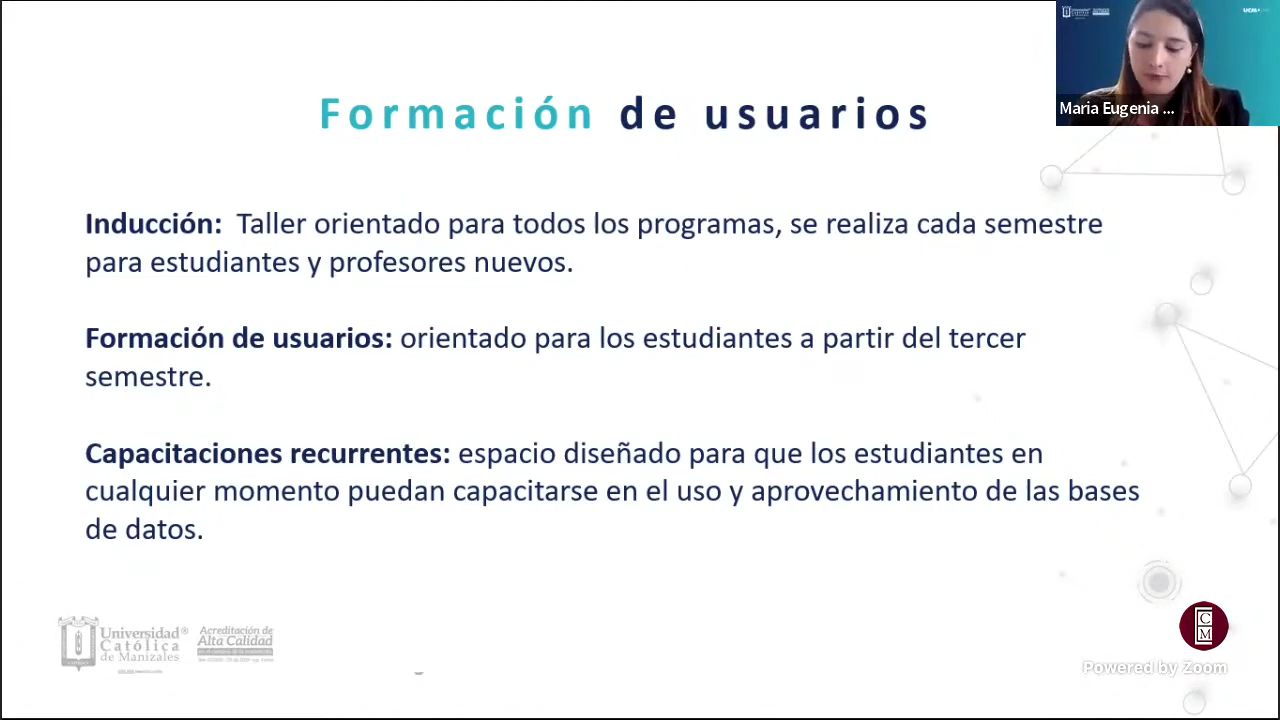 Formación de usuarios
Maria Eugenia ...
Inducción: Taller orientado para todos los programas, se realiza cada semestre
para estudiantes y profesores nuevos.
Formación de usuarios: orientado para los estudiantes a partir del tercer
semestre.
Capacitaciones recurrentes: espacio diseñado para que los estudiantes en
cualquier momento puedan capacitarse en el uso y aprovechamiento de las bases
de datos.
Universidad®
Católica
de Manizales
Acreditación de
Alta Calidad
C
M
Powered by Zoom